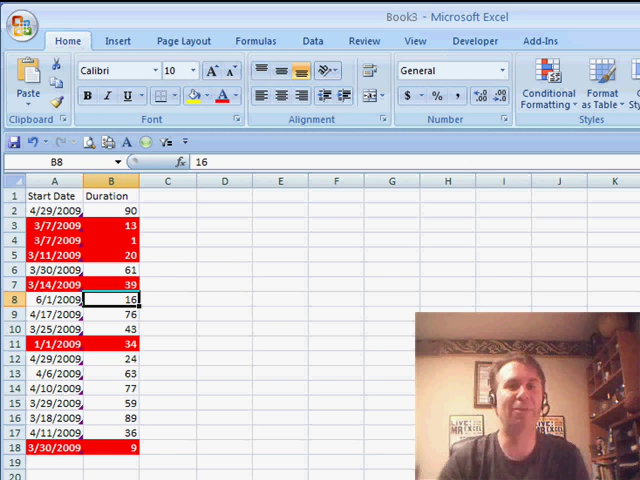 Book3 - Microsoft Excel
Home Insert Page Layout Formulas Data Review View Developer Add-Ins
Calibri 10 General
Paste B I U $ % , Conditional Formatting Format as Table
Clipboard Font Alignment Number Styles
B8 fx 16
A B C D E F G H I J K
1 Start Date Duration
2 4/29/2009 90
3 3/7/2009 13
4 3/7/2009 1
5 3/11/2009 20
6 3/30/2009 61
7 3/14/2009 39
8 6/1/2009 16
9 4/17/2009 76
10 3/25/2009 43
11 1/1/2009 34
12 4/29/2009 24
13 4/6/2009 63
14 4/10/2009 77
15 3/29/2009 59
16 3/18/2009 89
17 4/11/2009 36
18 3/30/2009 9
19
20
LIVE!
MR
EXCEL